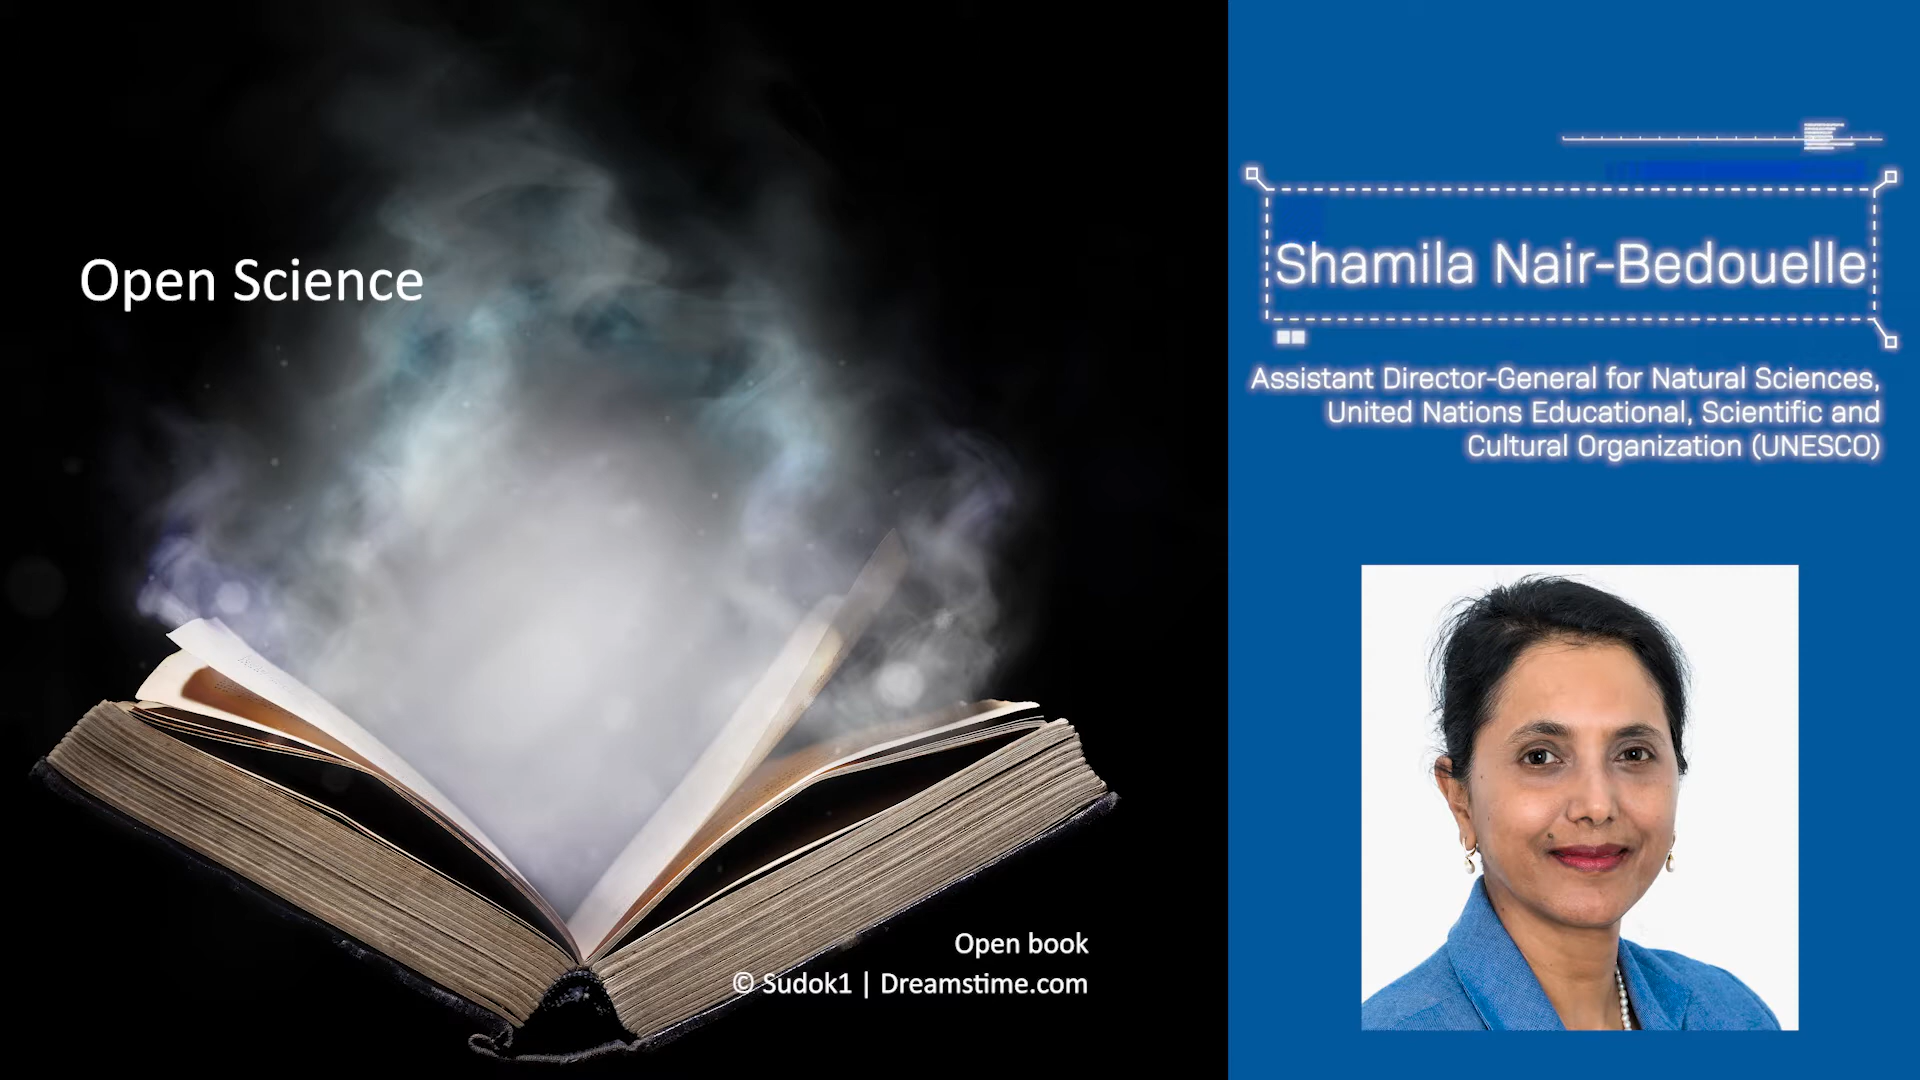 Open Science
Open book
© Sudok1 | Dreamstime.com
Shamila Nair-Bedouelle
Assistant Director-General for Natural Sciences,
United Nations Educational, Scientific and
Cultural Organization (UNESCO)